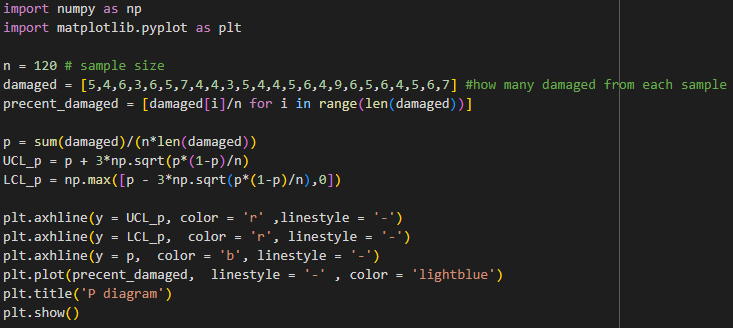 import numpy as np
import matplotlib.pyplot as plt
n = 120 # sample size
damaged = [5,4,6,3,6,5,7,4,4,3,5,4,4,5,6,4,9,6,5,6,4,5,6,7] #how many damaged from each sample
precent_damaged = [damaged[i]/n for i in range(len(damaged))]
p = sum(damaged)/(n*len(damaged))
UCL_p = p + 3*np.sqrt(p*(1-p)/n)
LCL_p = np.max([p - 3*np.sqrt(p*(1-p)/n),0])
plt.axhline(y = UCL_p, color = 'r' ,linestyle = '-')
plt.axhline(y = LCL_p,  color = 'r', linestyle = '-')
plt.axhline(y = p,  color = 'b', linestyle = '-')
plt.plot(precent_damaged,  linestyle = '-' , color = 'lightblue')
plt.title('P diagram')
plt.show()